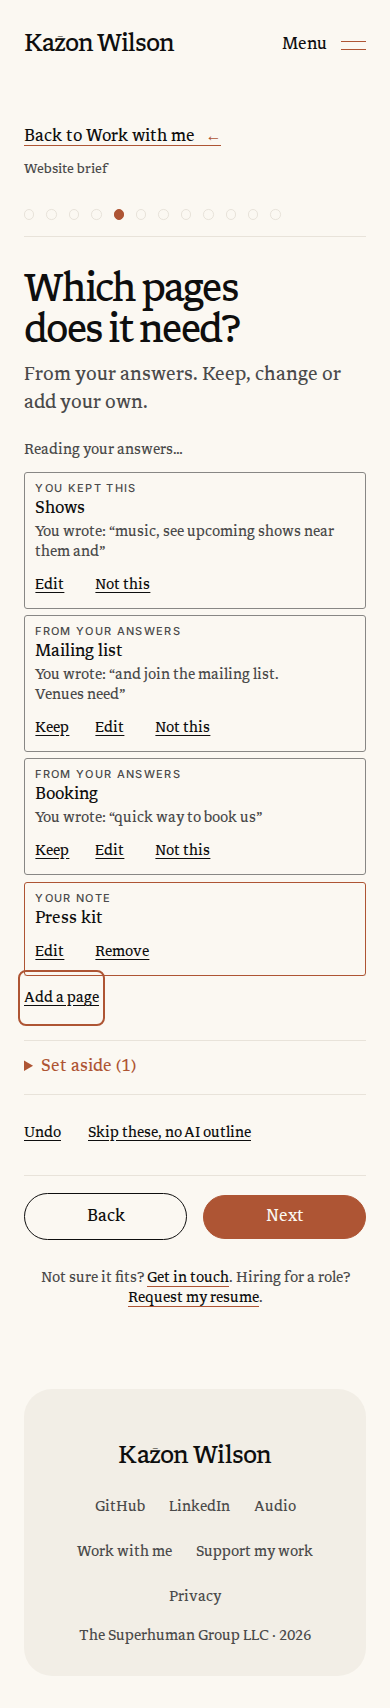 Kažon Wilson
Menu
Back to Work with me ←
Website brief
Which pages
does it need?
From your answers. Keep, change or
add your own.
Reading your answers…
YOU KEPT THIS
Shows
You wrote: “music, see upcoming shows near
them and”
Edit Not this
FROM YOUR ANSWERS
Mailing list
You wrote: “and join the mailing list.
Venues need”
Keep Edit Not this
FROM YOUR ANSWERS
Booking
You wrote: “quick way to book us”
Keep Edit Not this
YOUR NOTE
Press kit
Edit Remove
Add a page
Set aside (1)
Undo Skip these, no AI outline
Back Next
Not sure it fits? Get in touch. Hiring for a role?
Request my resume.
Kažon Wilson
GitHub LinkedIn Audio
Work with me Support my work
Privacy
The Superhuman Group LLC · 2026